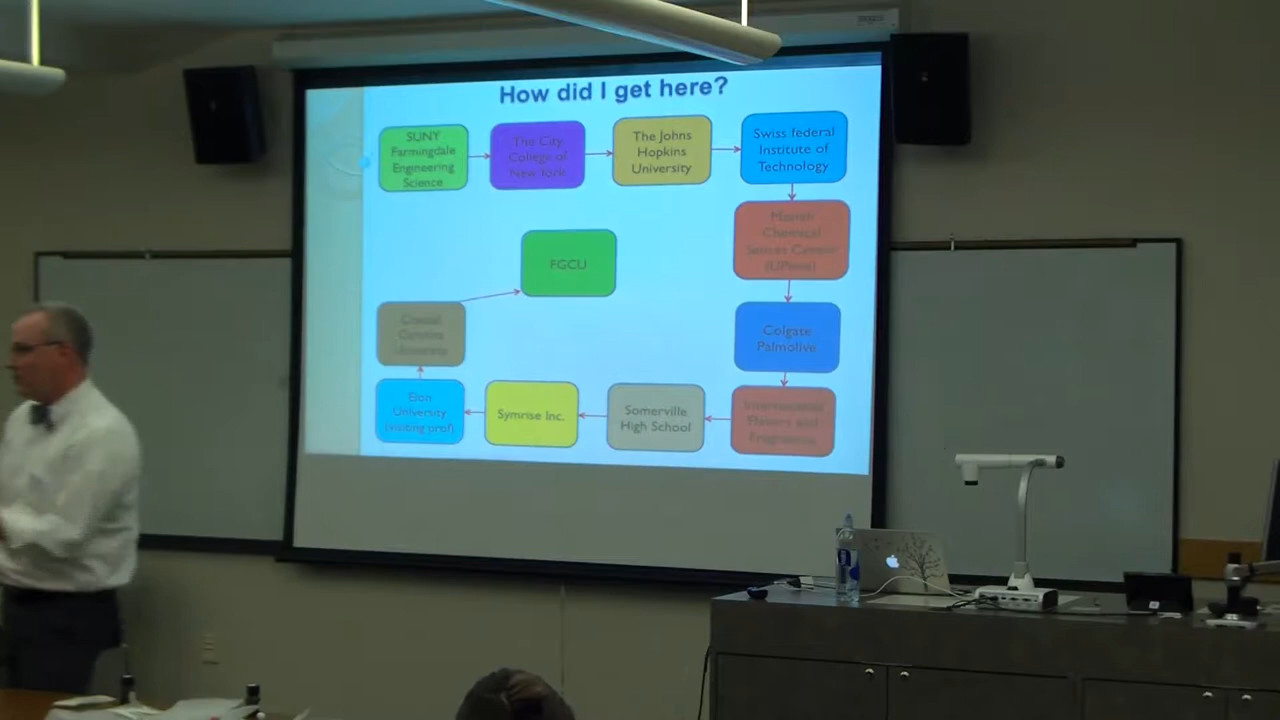 How did I get here?
SUNY
Farmingdale
Engineering
Science
The City
College of
New York
The Johns
Hopkins
University
Swiss federal
Institute of
Technology
Monell
Chemical
Senses Center
(UPenn)
Colgate
Palmolive
International
Flavors and
Fragrances
Somerville
High School
Symrise Inc.
Elon
University
(visiting prof)
Coastal
Carolina
University
FGCU